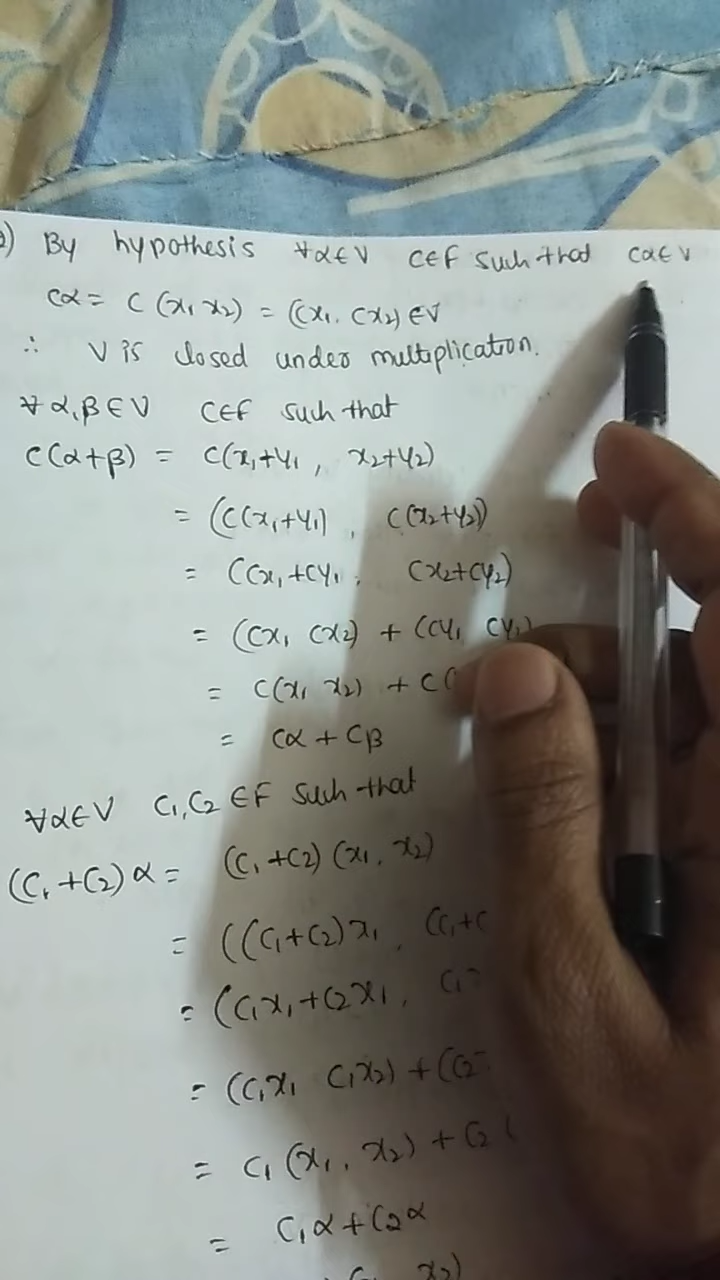 2) By hypothesis ∀α∈V C∈F such that cα∈V
cα = c (x₁ x₂) = (cx₁, cx₂) ∈V
∴ V is closed under multiplication.
∀ α,β∈V C∈F such that
c(α+β) = c(x₁+y₁ , x₂+y₂)
= (c(x₁+y₁) , c(x₂+y₂))
= (cx₁+cy₁ , cx₂+cy₂)
= (cx₁ cx₂) + (cy₁ cy₂)
= c(x₁ x₂) + c(
= cα + cβ
∀α∈V C₁,C₂ ∈F such that
(C₁+C₂)α = (C₁+C₂) (x₁, x₂)
= ((C₁+C₂)x₁ , (C₁+C
= (C₁x₁+C₂x₁ , C₁
= (C₁x₁ C₁x₂) + (C₂
= C₁ (x₁, x₂) + C₂ (
= C₁α + C₂α
x₂)